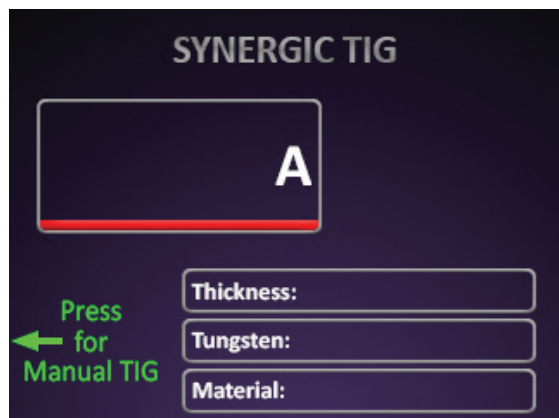 SYNERGIC TIG
A
Thickness:
Press
for
Manual TIG
Tungsten:
Material: